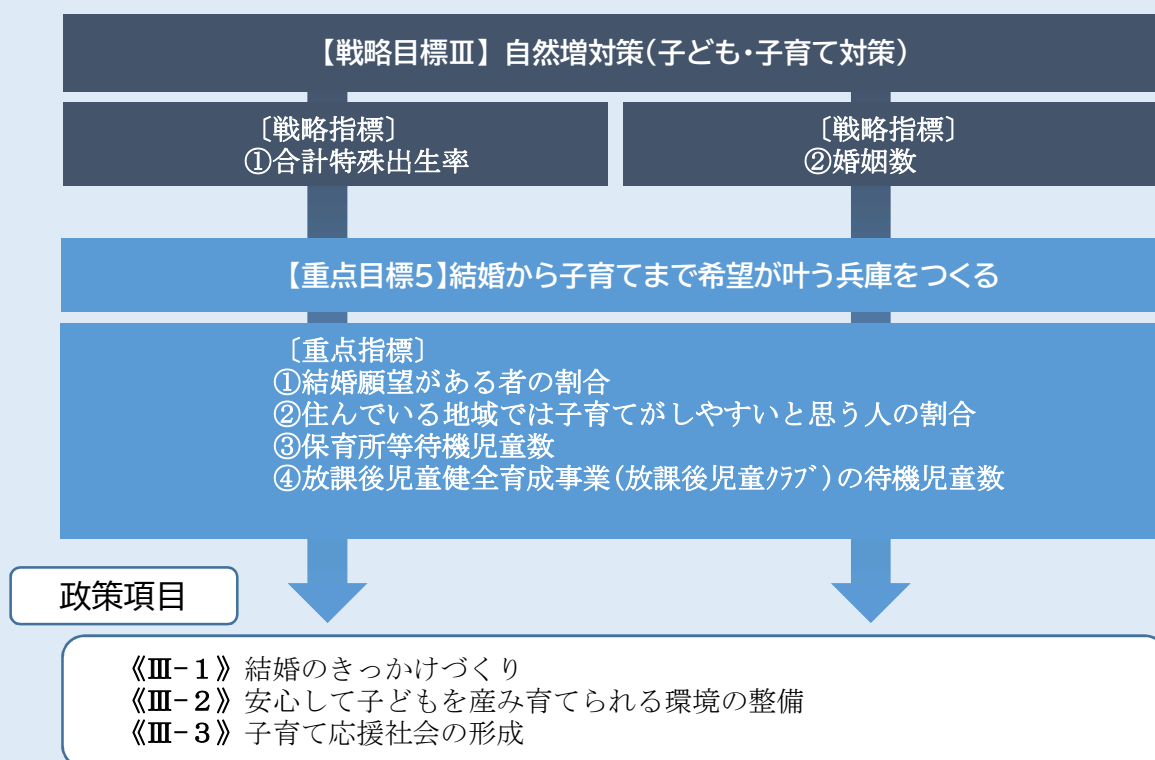 【戦略目標Ⅲ】自然増対策(子ども・子育て対策)
〔戦略指標〕
①合計特殊出生率
〔戦略指標〕
②婚姻数
【重点目標5】結婚から子育てまで希望が叶う兵庫をつくる
〔重点指標〕
①結婚願望がある者の割合
②住んでいる地域では子育てがしやすいと思う人の割合
③保育所等待機児童数
④放課後児童健全育成事業(放課後児童ｸﾗﾌﾞ)の待機児童数
政策項目
《Ⅲ-１》結婚のきっかけづくり
《Ⅲ-２》安心して子どもを産み育てられる環境の整備
《Ⅲ-３》子育て応援社会の形成